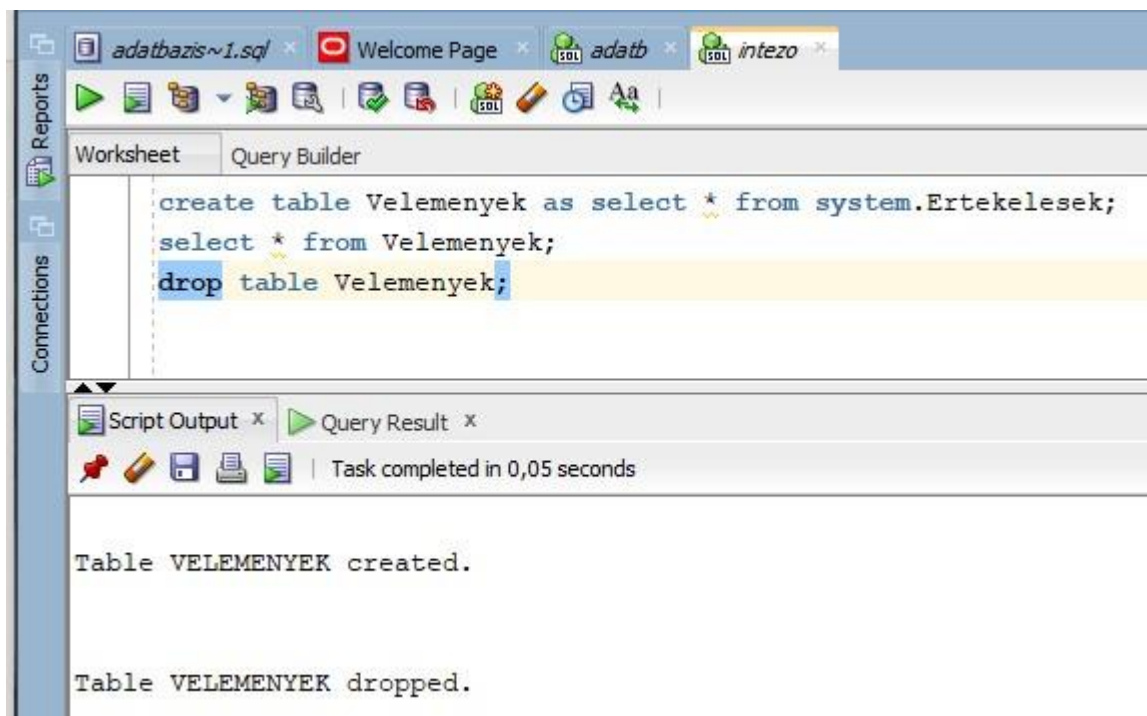 Reports
Connections
adatbazis~1.sql
Welcome Page
adatb
intezo
Worksheet
Query Builder
create table Velemenyek as select * from system.Ertekelesek;
select * from Velemenyek;
drop table Velemenyek;
Script Output x
Query Result x
Task completed in 0,05 seconds
Table VELEMENYEK created.
Table VELEMENYEK dropped.